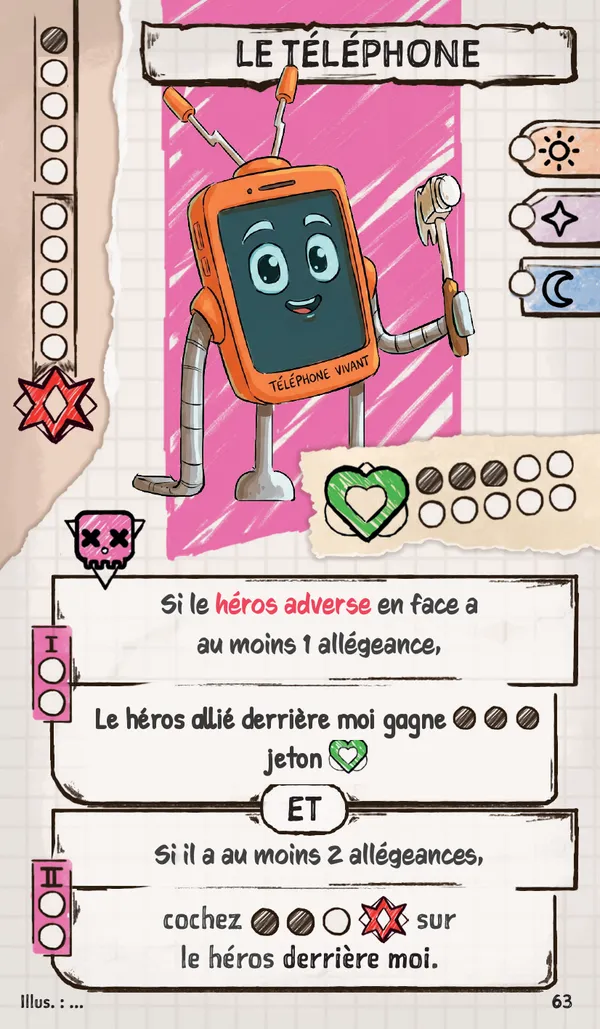 LE TÉLÉPHONE
TÉLÉPHONE VIVANT
Si le héros adverse en face a
au moins 1 allégeance,
I
Le héros allié derrière moi gagne
jeton
ET
Si il a au moins 2 allégeances,
II
cochez sur
le héros derrière moi.
Illus. : ...
63